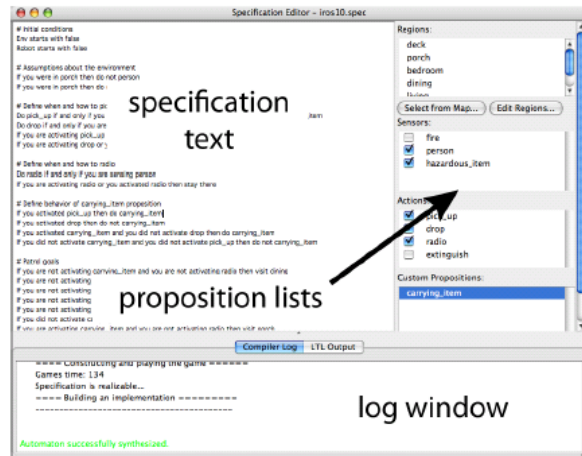 Specification Editor - iros10.spec
# Initial conditions
Env starts with false
Robot starts with false
# Assumptions about the environment
If you were in porch then do not person
If you were in porch then do
# Define when and how to pic
Do pick_up if and only if you
item
Do drop if and only if you are
If you are activating pick_up
If you are activating drop or
specification
text
# Define when and how to radio
Do radio if and only if you are sensing person
If you are activating radio or you activated radio then stay there
# Define behavior of carrying_item proposition
If you activated pick_up then do carrying_item
If you activated drop then do not carrying_item
If you activated carrying_item and you did not activate drop then do carrying_item
If you did not activate carrying_item and you did not activate pick_up then do not carrying_item
# Patrol goals
If you are not activating carrying_item and you are not activating radio then visit dining
If you are not activating
If you are not activating
If you are not activating
If you did not activate
If you are activating carrying_item and you are not activating radio then visit porch
proposition lists
Regions:
deck
porch
bedroom
dining
living
Select from Map...
Edit Regions...
Sensors:
fire
person
hazardous_item
Actions:
pick_up
drop
radio
extinguish
Custom Propositions:
carrying_item
Compiler Log
LTL Output
==== Constructing and playing the game ======
Games time: 134
Specification is realizable...
==== Building an implementation =========
log window
Automaton successfully synthesized.